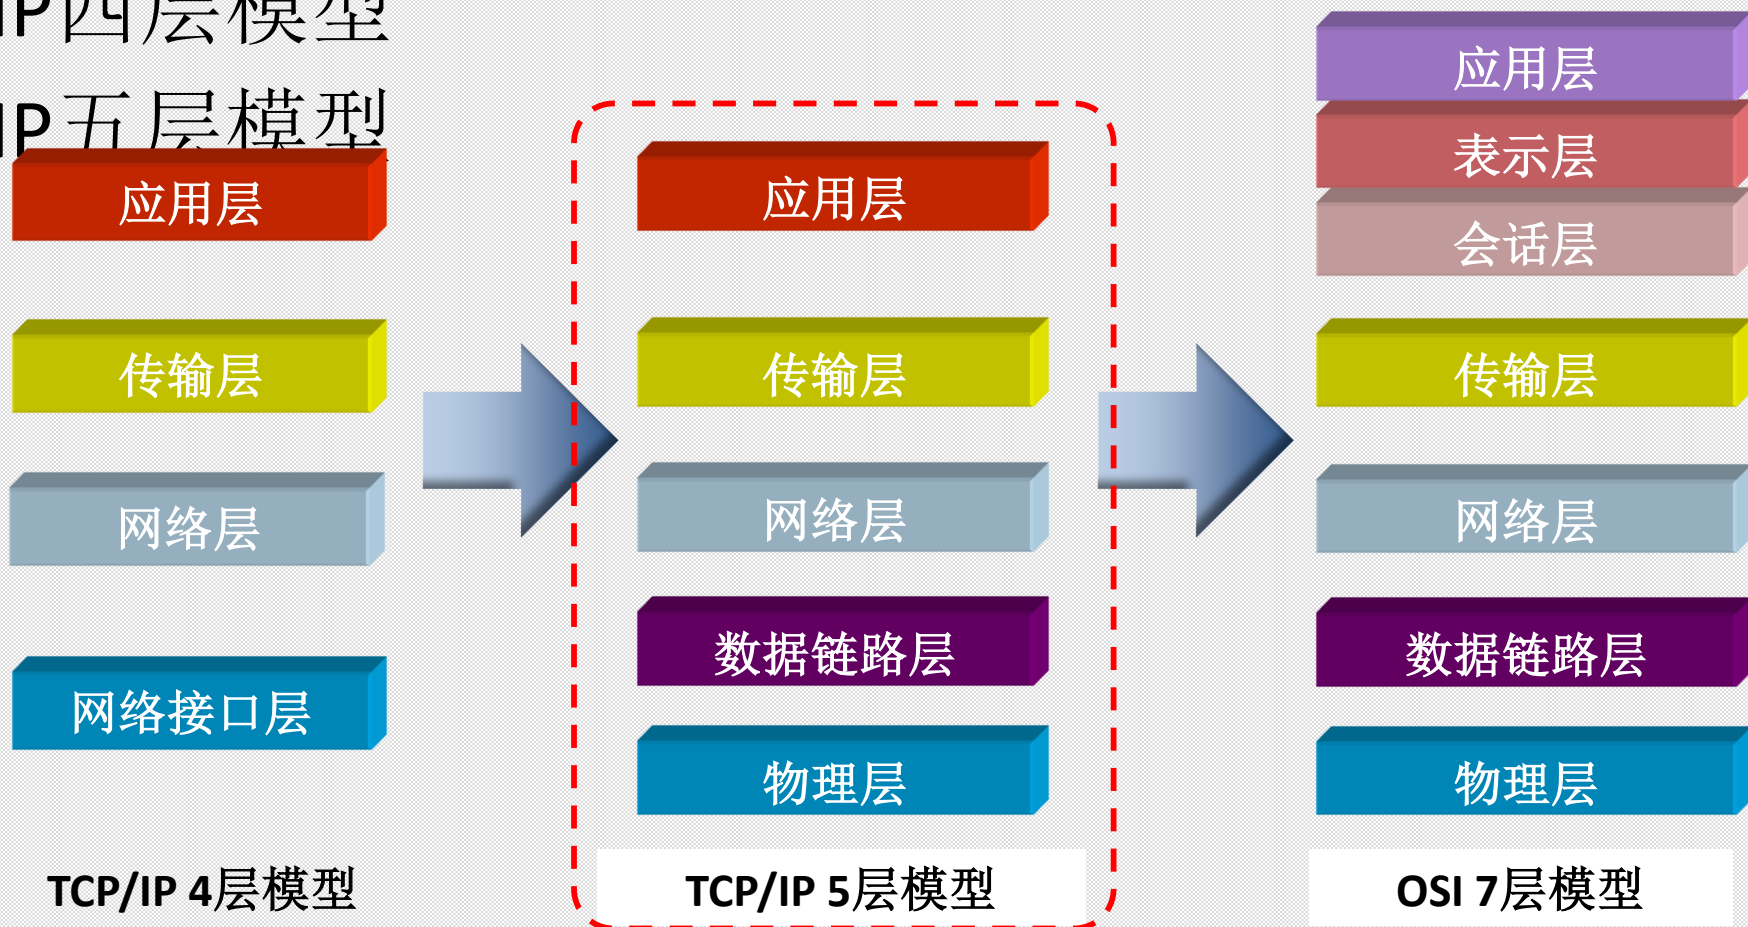 IP四层模型
IP五层模型
应用层
传输层
网络层
网络接口层
TCP/IP 4层模型
应用层
传输层
网络层
数据链路层
物理层
TCP/IP 5层模型
应用层
表示层
会话层
传输层
网络层
数据链路层
物理层
OSI 7层模型